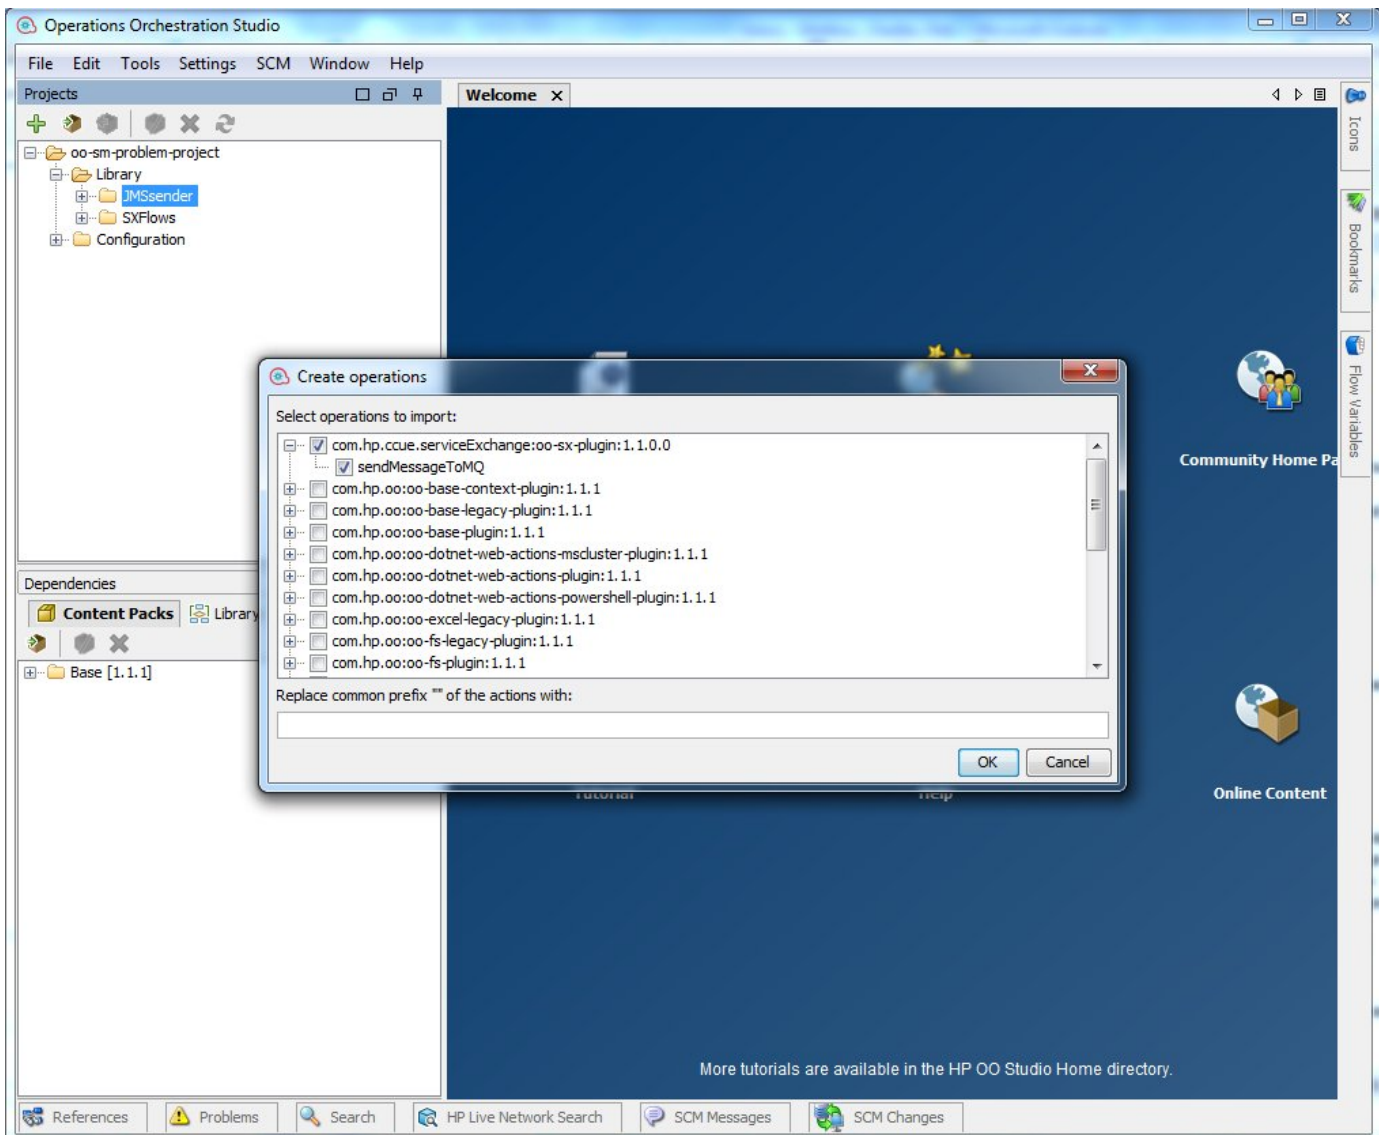 Operations Orchestration Studio
File Edit Tools Settings SCM Window Help
Projects
Welcome
oo-sm-problem-project
Library
JMSsender
SXFlows
Configuration
Icons
Bookmarks
Flow Variables
Create operations
Select operations to import:
com.hp.ccue.serviceExchange:oo-sx-plugin:1.1.0.0
sendMessageToMQ
com.hp.oo:oo-base-context-plugin:1.1.1
com.hp.oo:oo-base-legacy-plugin:1.1.1
com.hp.oo:oo-base-plugin:1.1.1
com.hp.oo:oo-dotnet-web-actions-mscluster-plugin:1.1.1
com.hp.oo:oo-dotnet-web-actions-plugin:1.1.1
com.hp.oo:oo-dotnet-web-actions-powershell-plugin:1.1.1
com.hp.oo:oo-excel-legacy-plugin:1.1.1
com.hp.oo:oo-fs-legacy-plugin:1.1.1
com.hp.oo:oo-fs-plugin:1.1.1
Replace common prefix "" of the actions with:
OK Cancel
Community Home Pa
Dependencies
Content Packs Library
Base [1.1.1]
Tutorial Help Online Content
More tutorials are available in the HP OO Studio Home directory.
References Problems Search HP Live Network Search SCM Messages SCM Changes